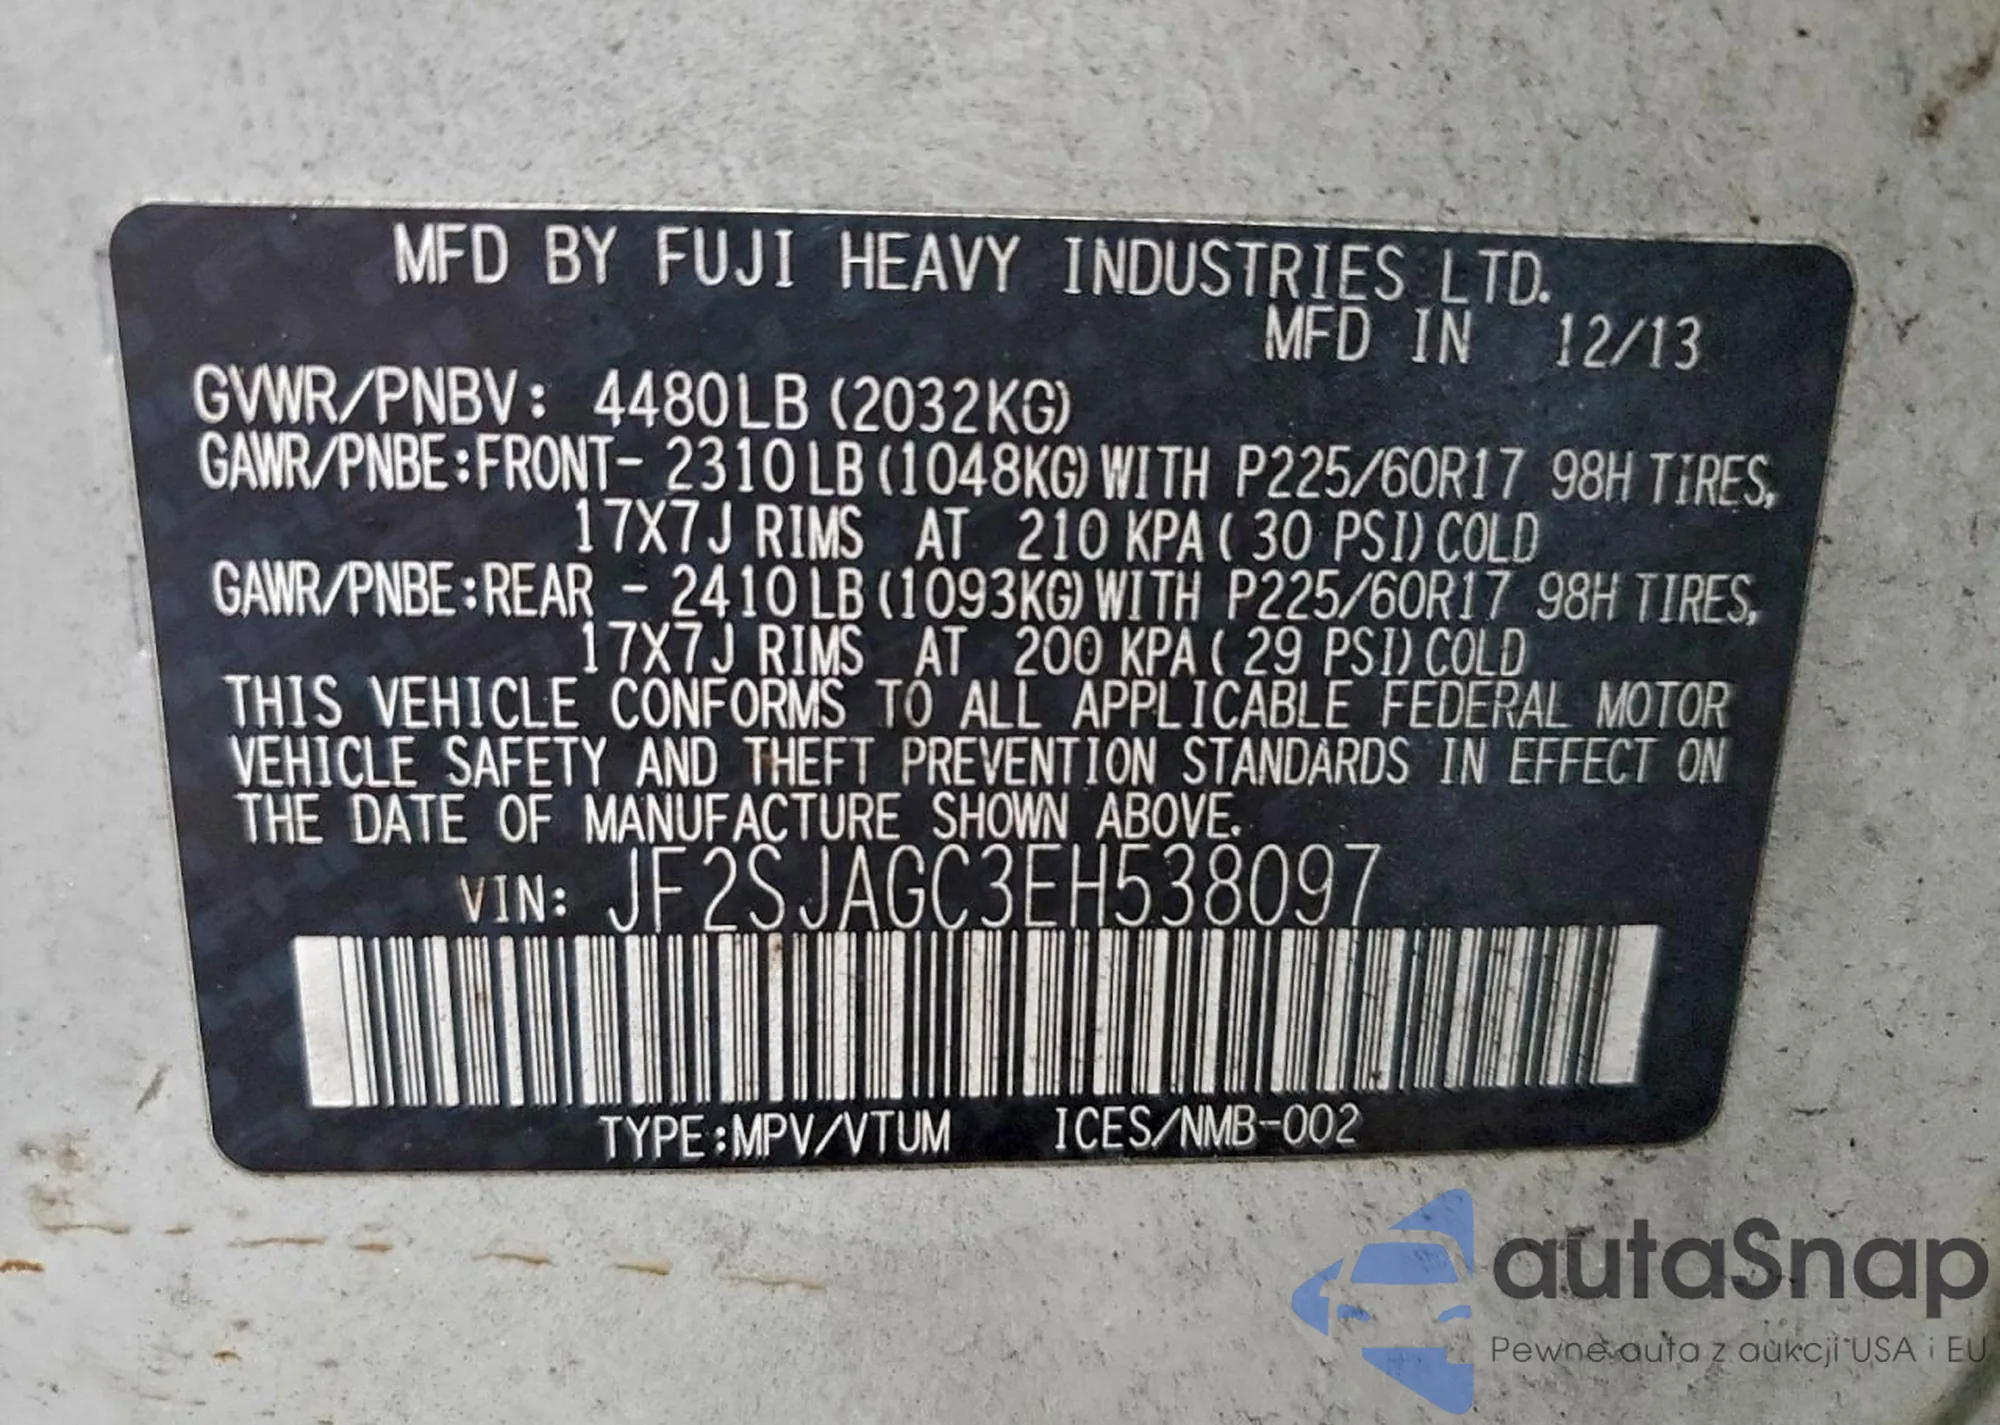 MFD BY FUJI HEAVY INDUSTRIES LTD.
MFD IN 12/13
GVWR/PNBV: 4480LB (2032KG)
GAWR/PNBE:FRONT- 2310LB(1048KG)WITH P225/60R17 98H TIRES,
17X7J RIMS AT 210 KPA( 30 PSI)COLD
GAWR/PNBE:REAR - 2410LB(1093KG)WITH P225/60R17 98H TIRES,
17X7J RIMS AT 200 KPA( 29 PSI)COLD
THIS VEHICLE CONFORMS TO ALL APPLICABLE FEDERAL MOTOR
VEHICLE SAFETY AND THEFT PREVENTION STANDARDS IN EFFECT ON
THE DATE OF MANUFACTURE SHOWN ABOVE.
VIN: JF2SJAGC3EH538097
TYPE:MPV/VTUM ICES/NMB-002
autaSnap
Pewne auta z aukcji USA i EU